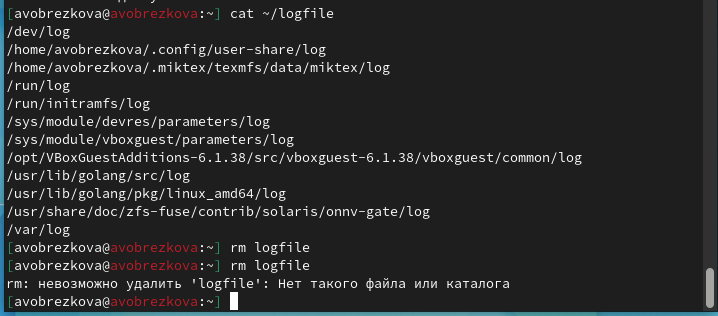 [avobrezkova@avobrezkova:~] cat ~/logfile
/dev/log
/home/avobrezkova/.config/user-share/log
/home/avobrezkova/.miktex/texmfs/data/miktex/log
/run/log
/run/initramfs/log
/sys/module/devres/parameters/log
/sys/module/vboxguest/parameters/log
/opt/VBoxGuestAdditions-6.1.38/src/vboxguest-6.1.38/vboxguest/common/log
/usr/lib/golang/src/log
/usr/lib/golang/pkg/linux_amd64/log
/usr/share/doc/zfs-fuse/contrib/solaris/onnv-gate/log
/var/log
[avobrezkova@avobrezkova:~] rm logfile
[avobrezkova@avobrezkova:~] rm logfile
rm: невозможно удалить 'logfile': Нет такого файла или каталога
[avobrezkova@avobrezkova:~]